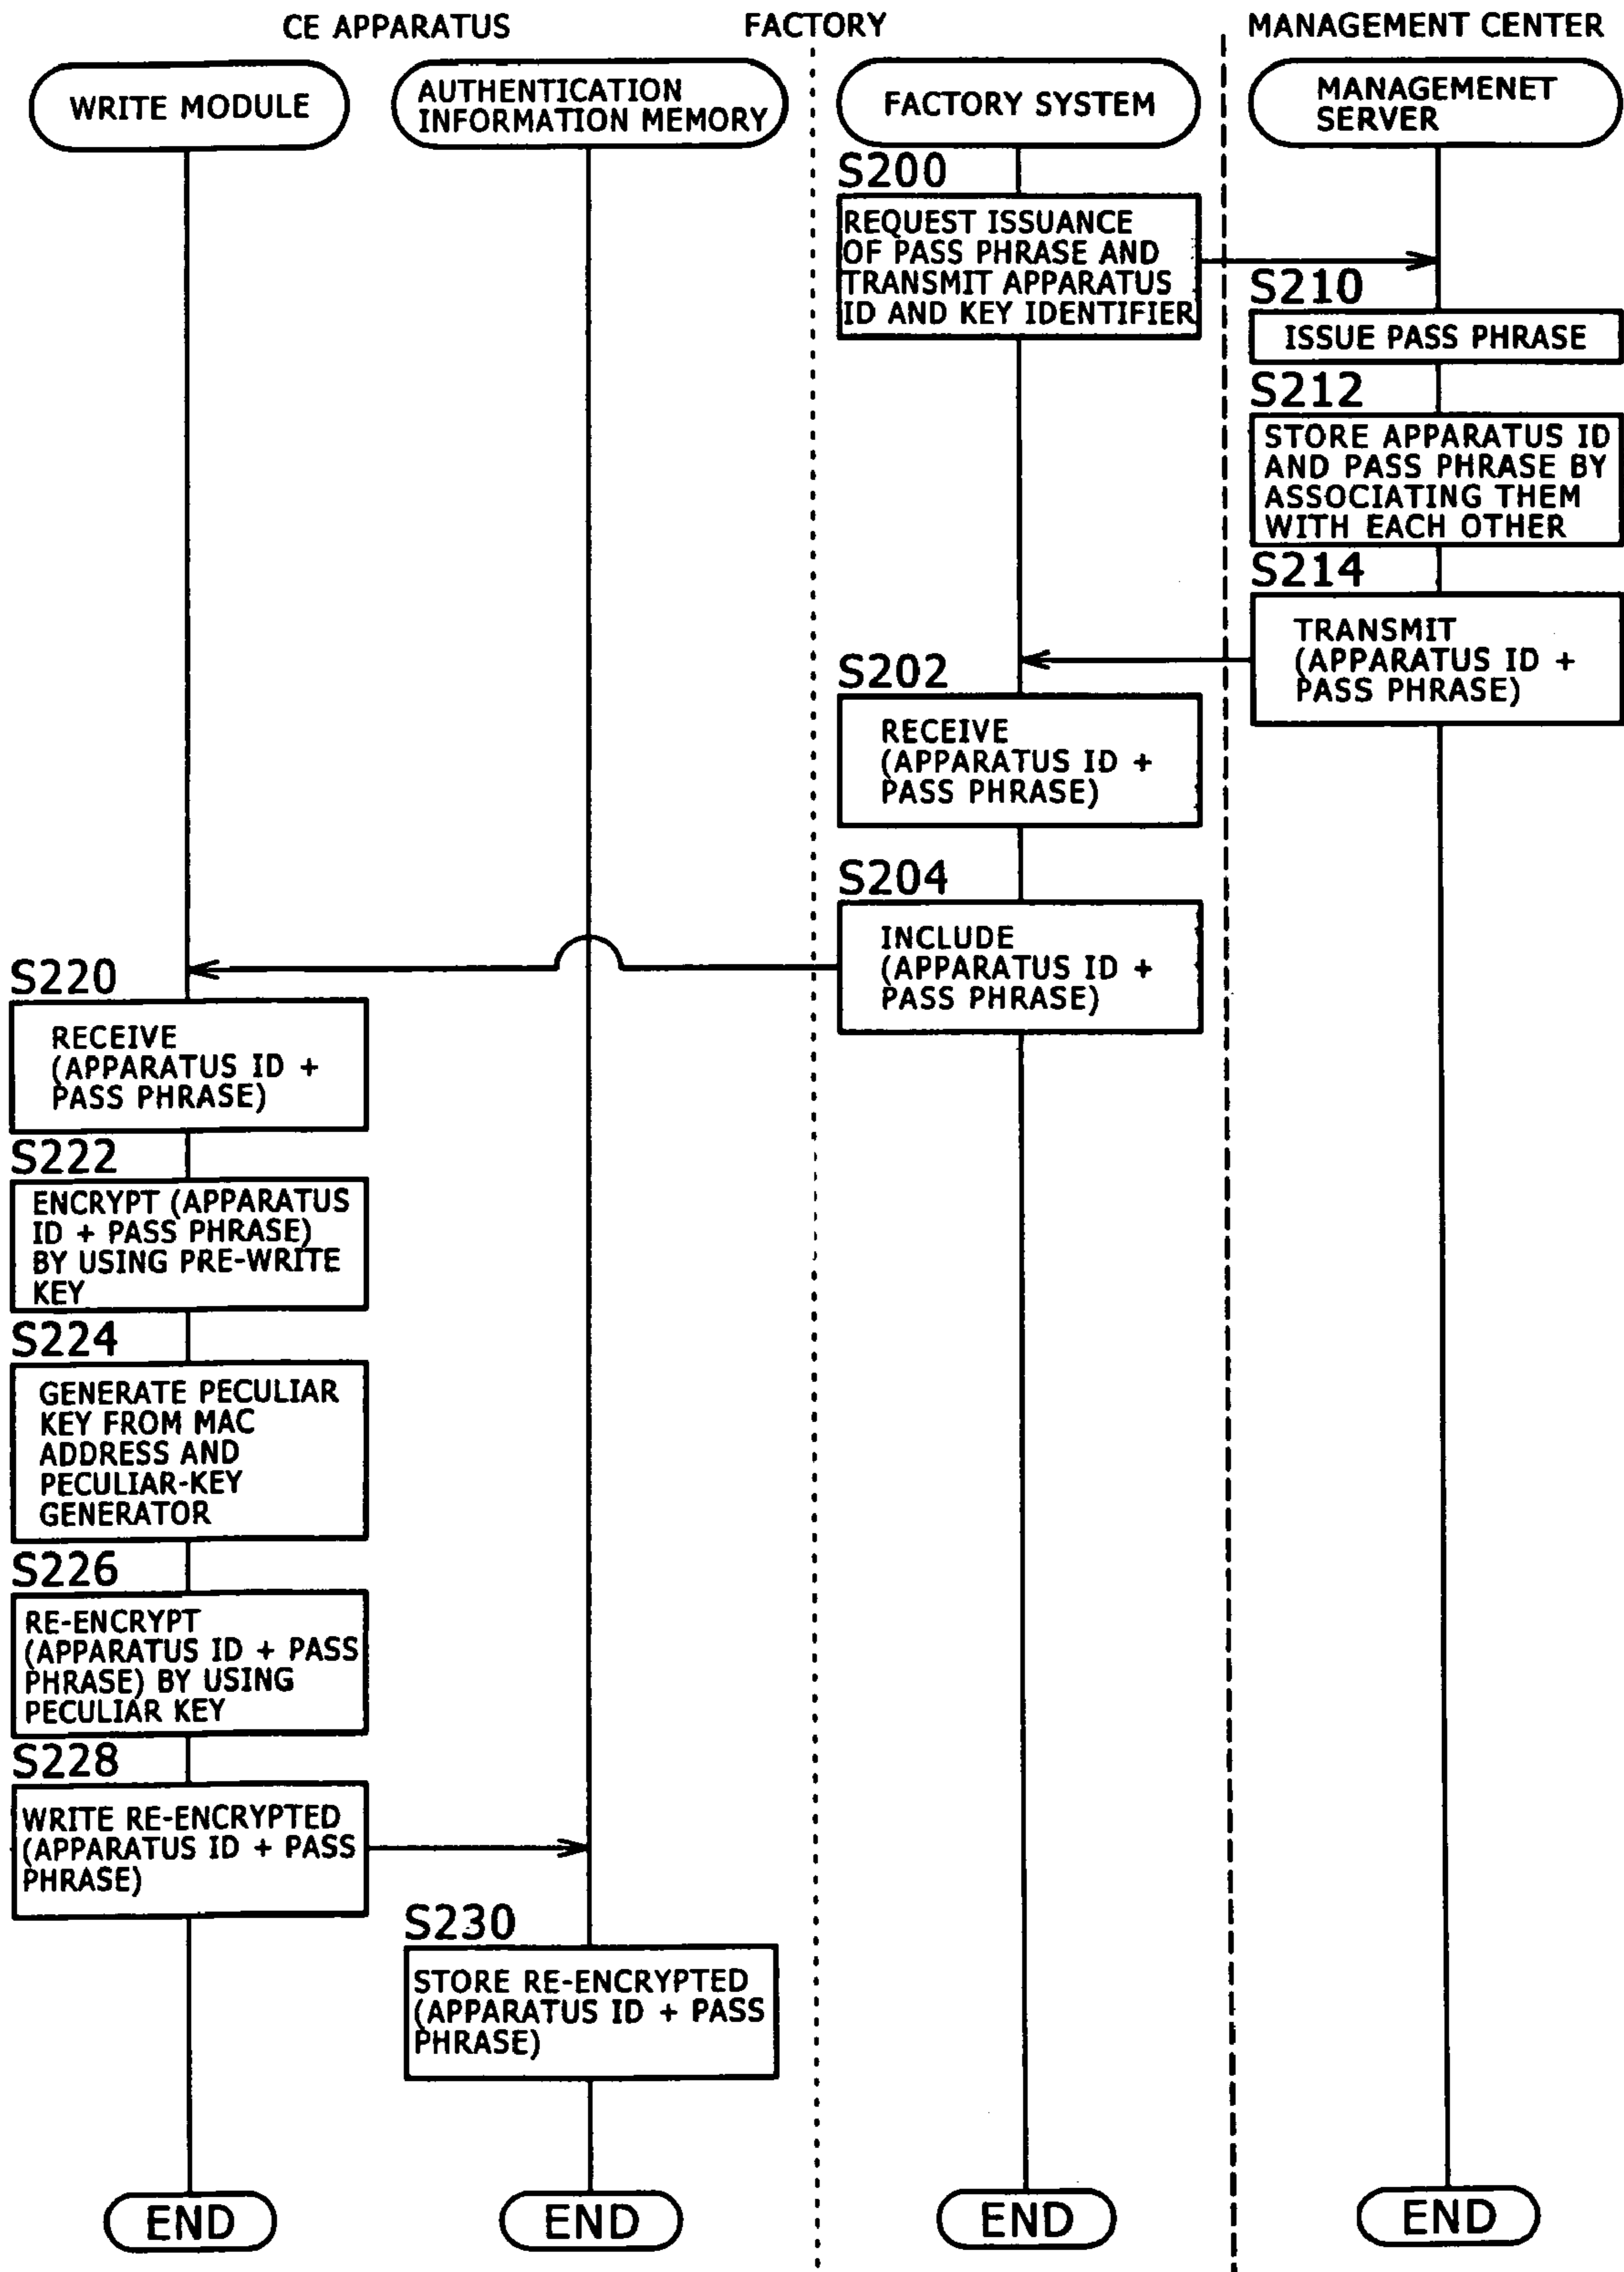 CE APPARATUS
FACTORY
MANAGEMENT CENTER
WRITE MODULE
AUTHENTICATION
INFORMATION MEMORY
FACTORY SYSTEM
MANAGEMENET
SERVER
S200
REQUEST ISSUANCE
OF PASS PHRASE AND
TRANSMIT APPARATUS
ID AND KEY IDENTIFIER
S210
ISSUE PASS PHRASE
S212
STORE APPARATUS ID
AND PASS PHRASE BY
ASSOCIATING THEM
WITH EACH OTHER
S214
TRANSMIT
(APPARATUS ID +
PASS PHRASE)
S202
RECEIVE
(APPARATUS ID +
PASS PHRASE)
S204
INCLUDE
(APPARATUS ID +
PASS PHRASE)
S220
RECEIVE
(APPARATUS ID +
PASS PHRASE)
S222
ENCRYPT (APPARATUS
ID + PASS PHRASE)
BY USING PRE-WRITE
KEY
S224
GENERATE PECULIAR
KEY FROM MAC
ADDRESS AND
PECULIAR-KEY
GENERATOR
S226
RE-ENCRYPT
(APPARATUS ID + PASS
PHRASE) BY USING
PECULIAR KEY
S228
WRITE RE-ENCRYPTED
(APPARATUS ID + PASS
PHRASE)
S230
STORE RE-ENCRYPTED
(APPARATUS ID + PASS
PHRASE)
END
END
END
END